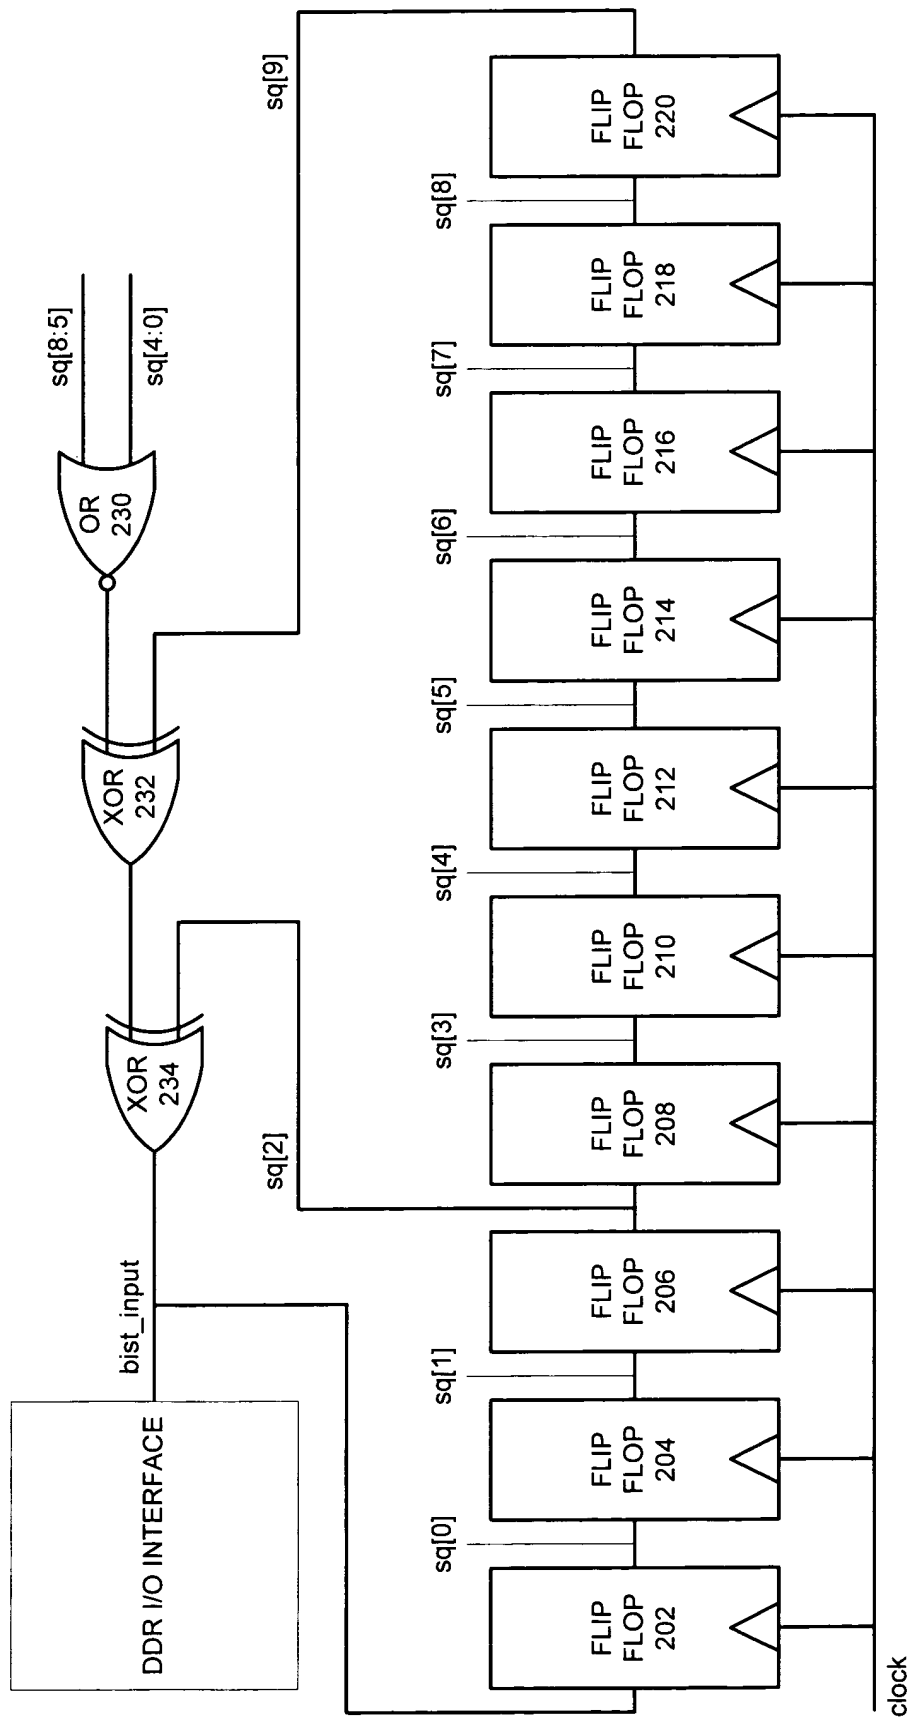 DDR I/O INTERFACE
bist_input
XOR
234
XOR
232
OR
230
sq[8:5]
sq[4:0]
sq[2]
sq[9]
sq[0]
sq[1]
sq[3]
sq[4]
sq[5]
sq[6]
sq[7]
sq[8]
FLIP
FLOP
202
FLIP
FLOP
204
FLIP
FLOP
206
FLIP
FLOP
208
FLIP
FLOP
210
FLIP
FLOP
212
FLIP
FLOP
214
FLIP
FLOP
216
FLIP
FLOP
218
FLIP
FLOP
220
clock